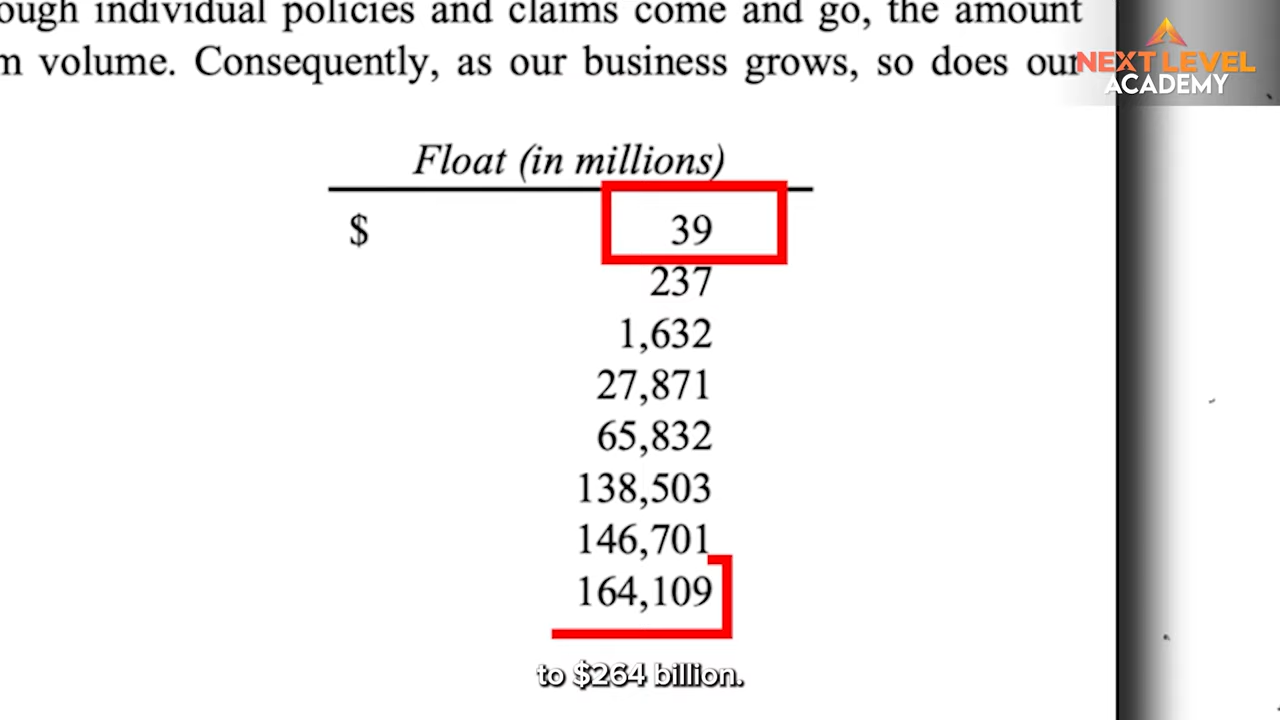 ough individual policies and claims come and go, the amount
m volume. Consequently, as our business grows, so does our
NEXT LEVEL
ACADEMY
Float (in millions)
$ 39
237
1,632
27,871
65,832
138,503
146,701
164,109
to $264 billion.